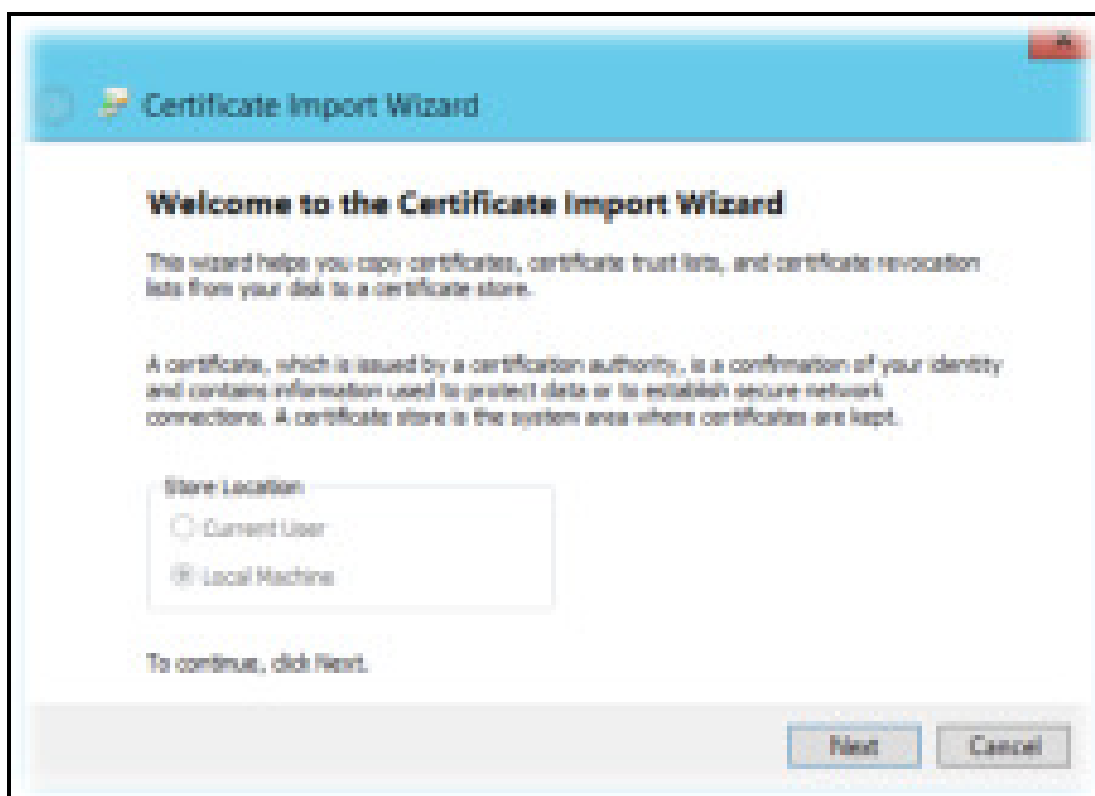 Certificate Import Wizard
Welcome to the Certificate Import Wizard
This wizard helps you copy certificates, certificate trust lists, and certificate revocation
lists from your disk to a certificate store.
A certificate, which is issued by a certification authority, is a confirmation of your identity
and contains information used to protect data or to establish secure network
connections. A certificate store is the system area where certificates are kept.
Store Location
Current User
Local Machine
To continue, click Next.
Next
Cancel